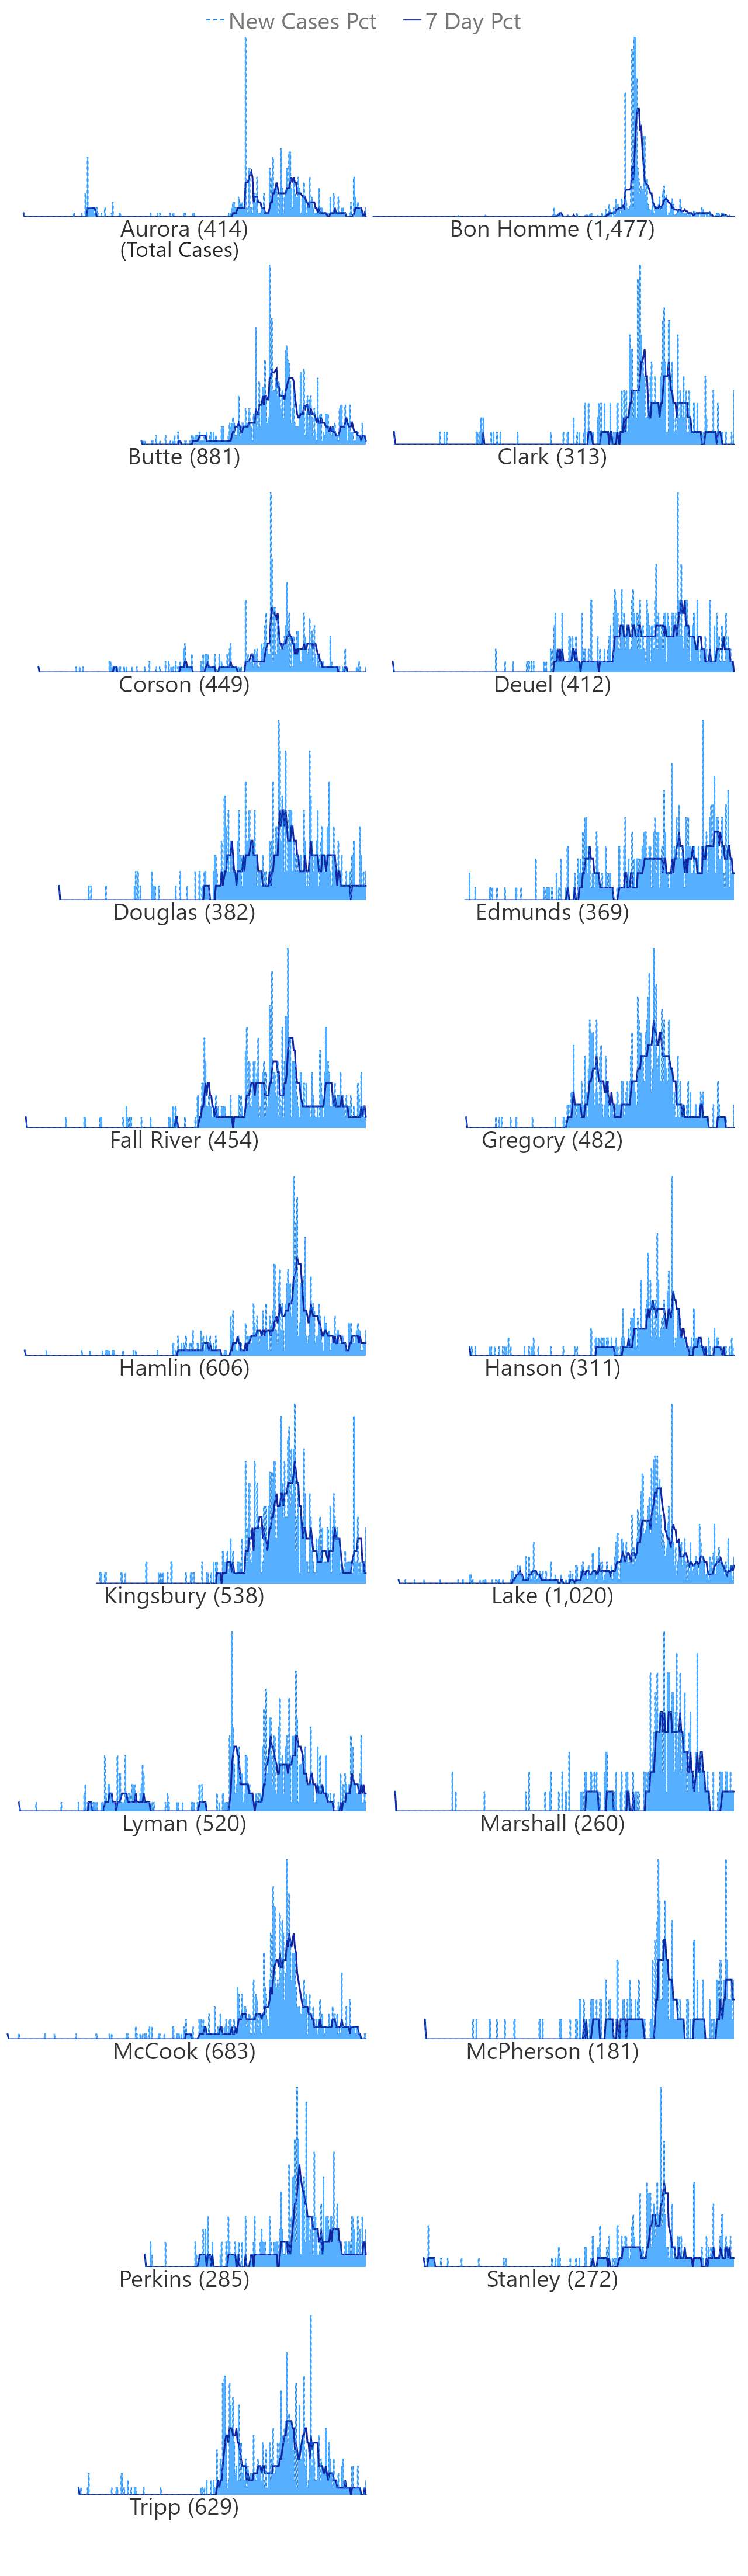 New Cases Pct 7 Day Pct
Aurora (414) Bon Homme (1,477)
(Total Cases)
Butte (881) Clark (313)
Corson (449) Deuel (412)
Douglas (382) Edmunds (369)
Fall River (454) Gregory (482)
Hamlin (606) Hanson (311)
Kingsbury (538) Lake (1,020)
Lyman (520) Marshall (260)
McCook (683) McPherson (181)
Perkins (285) Stanley (272)
Tripp (629)